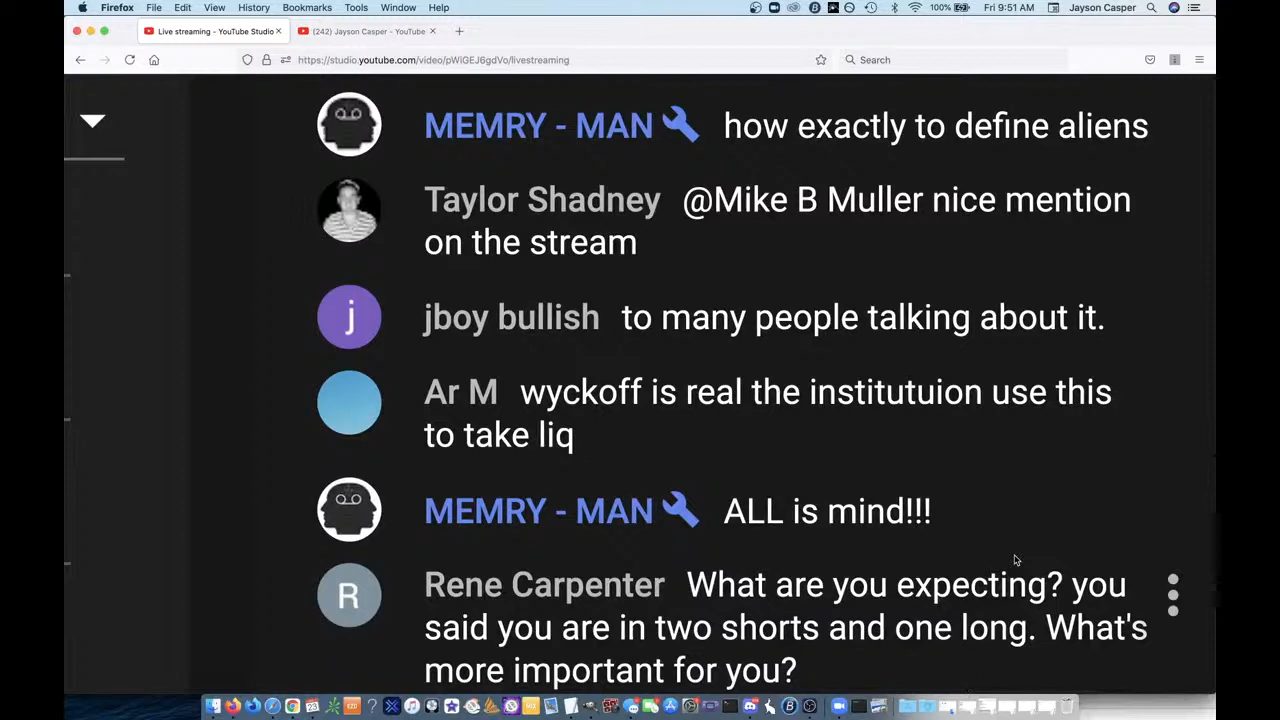 Firefox File Edit View History Bookmarks Tools Window Help 100% Fri 9:51 AM Jayson Casper
Live streaming - YouTube Studio (242) Jayson Casper - YouTube
https://studio.youtube.com/video/pWiGEJ6gdVo/livestreaming Search
MEMRY - MAN how exactly to define aliens
Taylor Shadney @Mike B Muller nice mention
on the stream
j jboy bullish to many people talking about it.
Ar M wyckoff is real the institutuion use this
to take liq
MEMRY - MAN ALL is mind!!!
R Rene Carpenter What are you expecting? you
said you are in two shorts and one long. What's
more important for you?